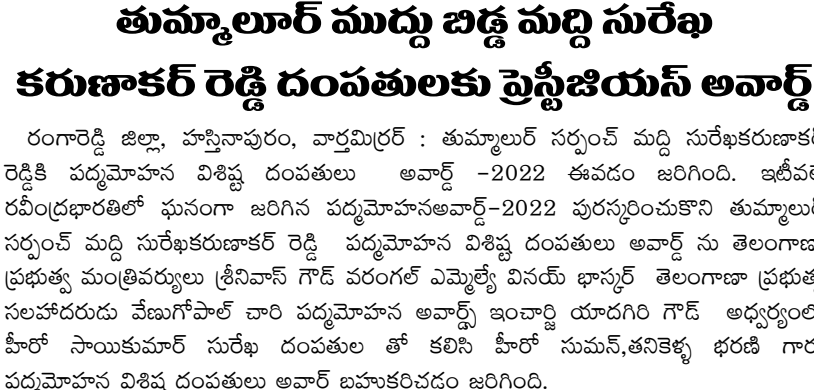 తుమ్మాలూర్ ముద్దు బిడ్డ మద్ది సురేఖ
కరుణాకర్ రెడ్డి దంపతులకు ప్రెస్టీజియస్ అవార్డ్
రంగారెడ్డి జిల్లా, హస్తినాపురం, వార్తమిర్రర్ : తుమ్మాలుర్ సర్పంచ్ మద్ది సురేఖకరుణాకర్
రెడ్డికి పద్మమోహన విశిష్ట దంపతులు అవార్డ్ -2022 ఈవడం జరిగింది. ఇటీవల
రవీంద్రభారతిలో ఘనంగా జరిగిన పద్మమోహనఅవార్డ్-2022 పురస్కరించుకొని తుమ్మాలుర్
సర్పంచ్ మద్ది సురేఖకరుణాకర్ రెడ్డి పద్మమోహన విశిష్ట దంపతులు అవార్డ్ ను తెలంగాణా
ప్రభుత్వ మంత్రివర్యులు శ్రీనివాస్ గౌడ్ వరంగల్ ఎమ్మెల్యే వినయ్ భాస్కర్ తెలంగాణా ప్రభుత్వ
సలహాదరుడు వేణుగోపాల్ చారి పద్మమోహన అవార్డ్స్ ఇంచార్జి యాదగిరి గౌడ్ అధ్వర్యంలో
హీరో సాయికుమార్ సురేఖ దంపతుల తో కలిసి హీరో సుమన్,తనికెళ్ళ భరణి గారు
పద్మమోహన విశిష్ట దంపతులు అవార్డ్ బహుకరిచడం జరిగింది.